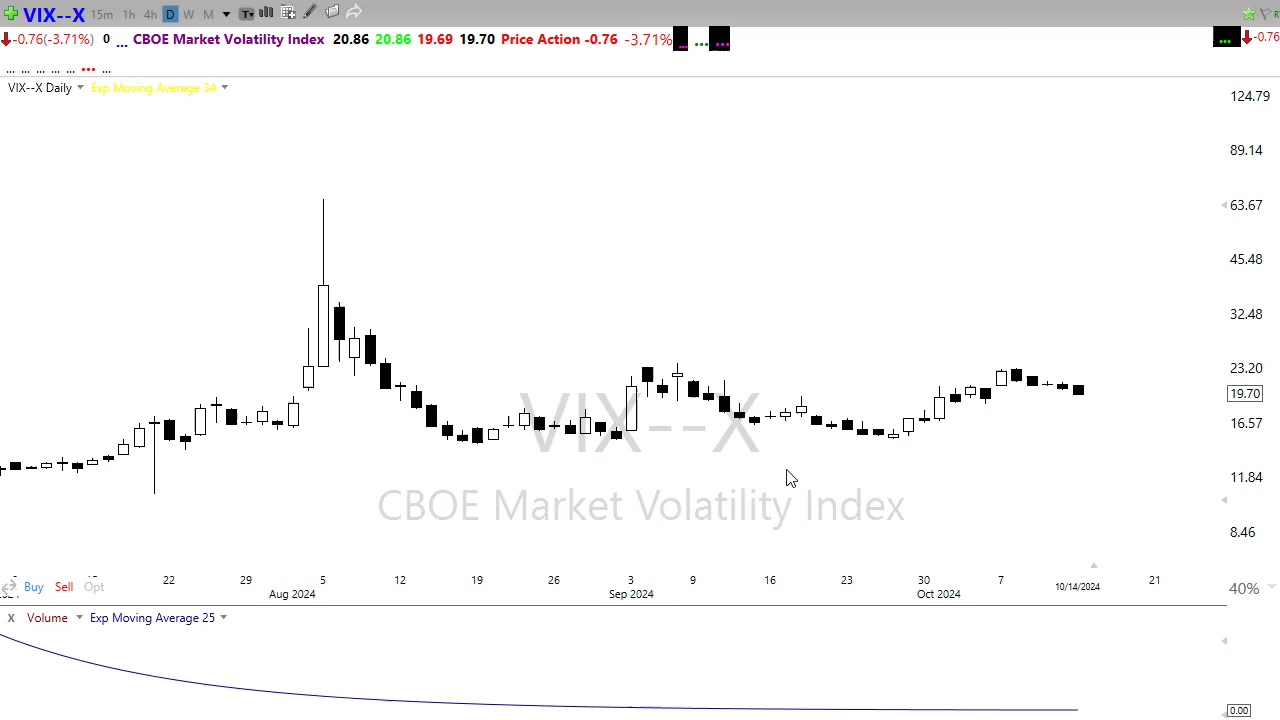 VIX--X 15m 1h 4h D W M
-0.76(-3.71%) 0 ... CBOE Market Volatility Index 20.86 20.86 19.69 19.70 Price Action -0.76 -3.71% ... ... ... ... -0.76
... ... ... ... ... ... ...
VIX--X Daily Exp Moving Average 34
124.79
89.14
63.67
45.48
32.48
23.20
19.70
16.57
11.84
8.46
VIX--X
CBOE Market Volatility Index
22 29 5 12 19 26 3 9 16 23 30 7 10/14/2024 21
Aug 2024 Sep 2024 Oct 2024
Buy Sell Opt 40%
x Volume Exp Moving Average 25
0.00